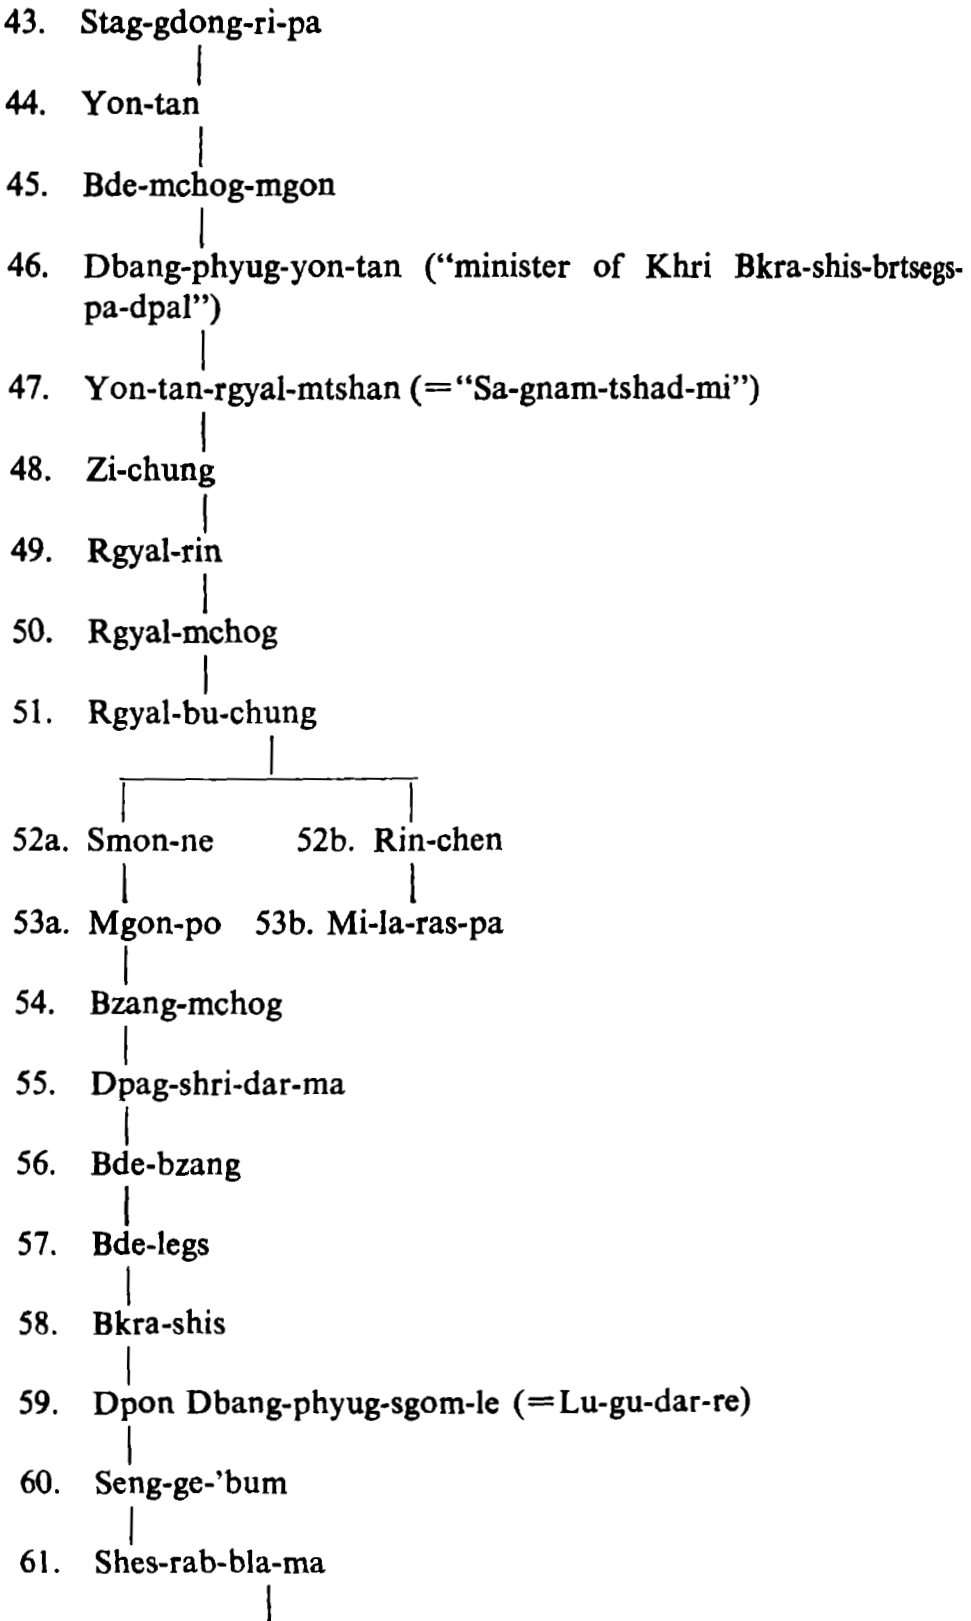 43. Stag-gdong-ri-pa
44. Yon-tan
45. Bde-mchog-mgon
46. Dbang-phyug-yon-tan (“minister of Khri Bkra-shis-brtsegs-
pa-dpal”)
47. Yon-tan-rgyal-mtshan (=“Sa-gnam-tshad-mi”)
48. Zi-chung
49. Rgyal-rin
50. Rgyal-mchog
51. Rgyal-bu-chung
52a. Smon-ne 52b. Rin-chen
53a. Mgon-po 53b. Mi-la-ras-pa
54. Bzang-mchog
55. Dpag-shri-dar-ma
56. Bde-bzang
57. Bde-legs
58. Bkra-shis
59. Dpon Dbang-phyug-sgom-le (=Lu-gu-dar-re)
60. Seng-ge-’bum
61. Shes-rab-bla-ma